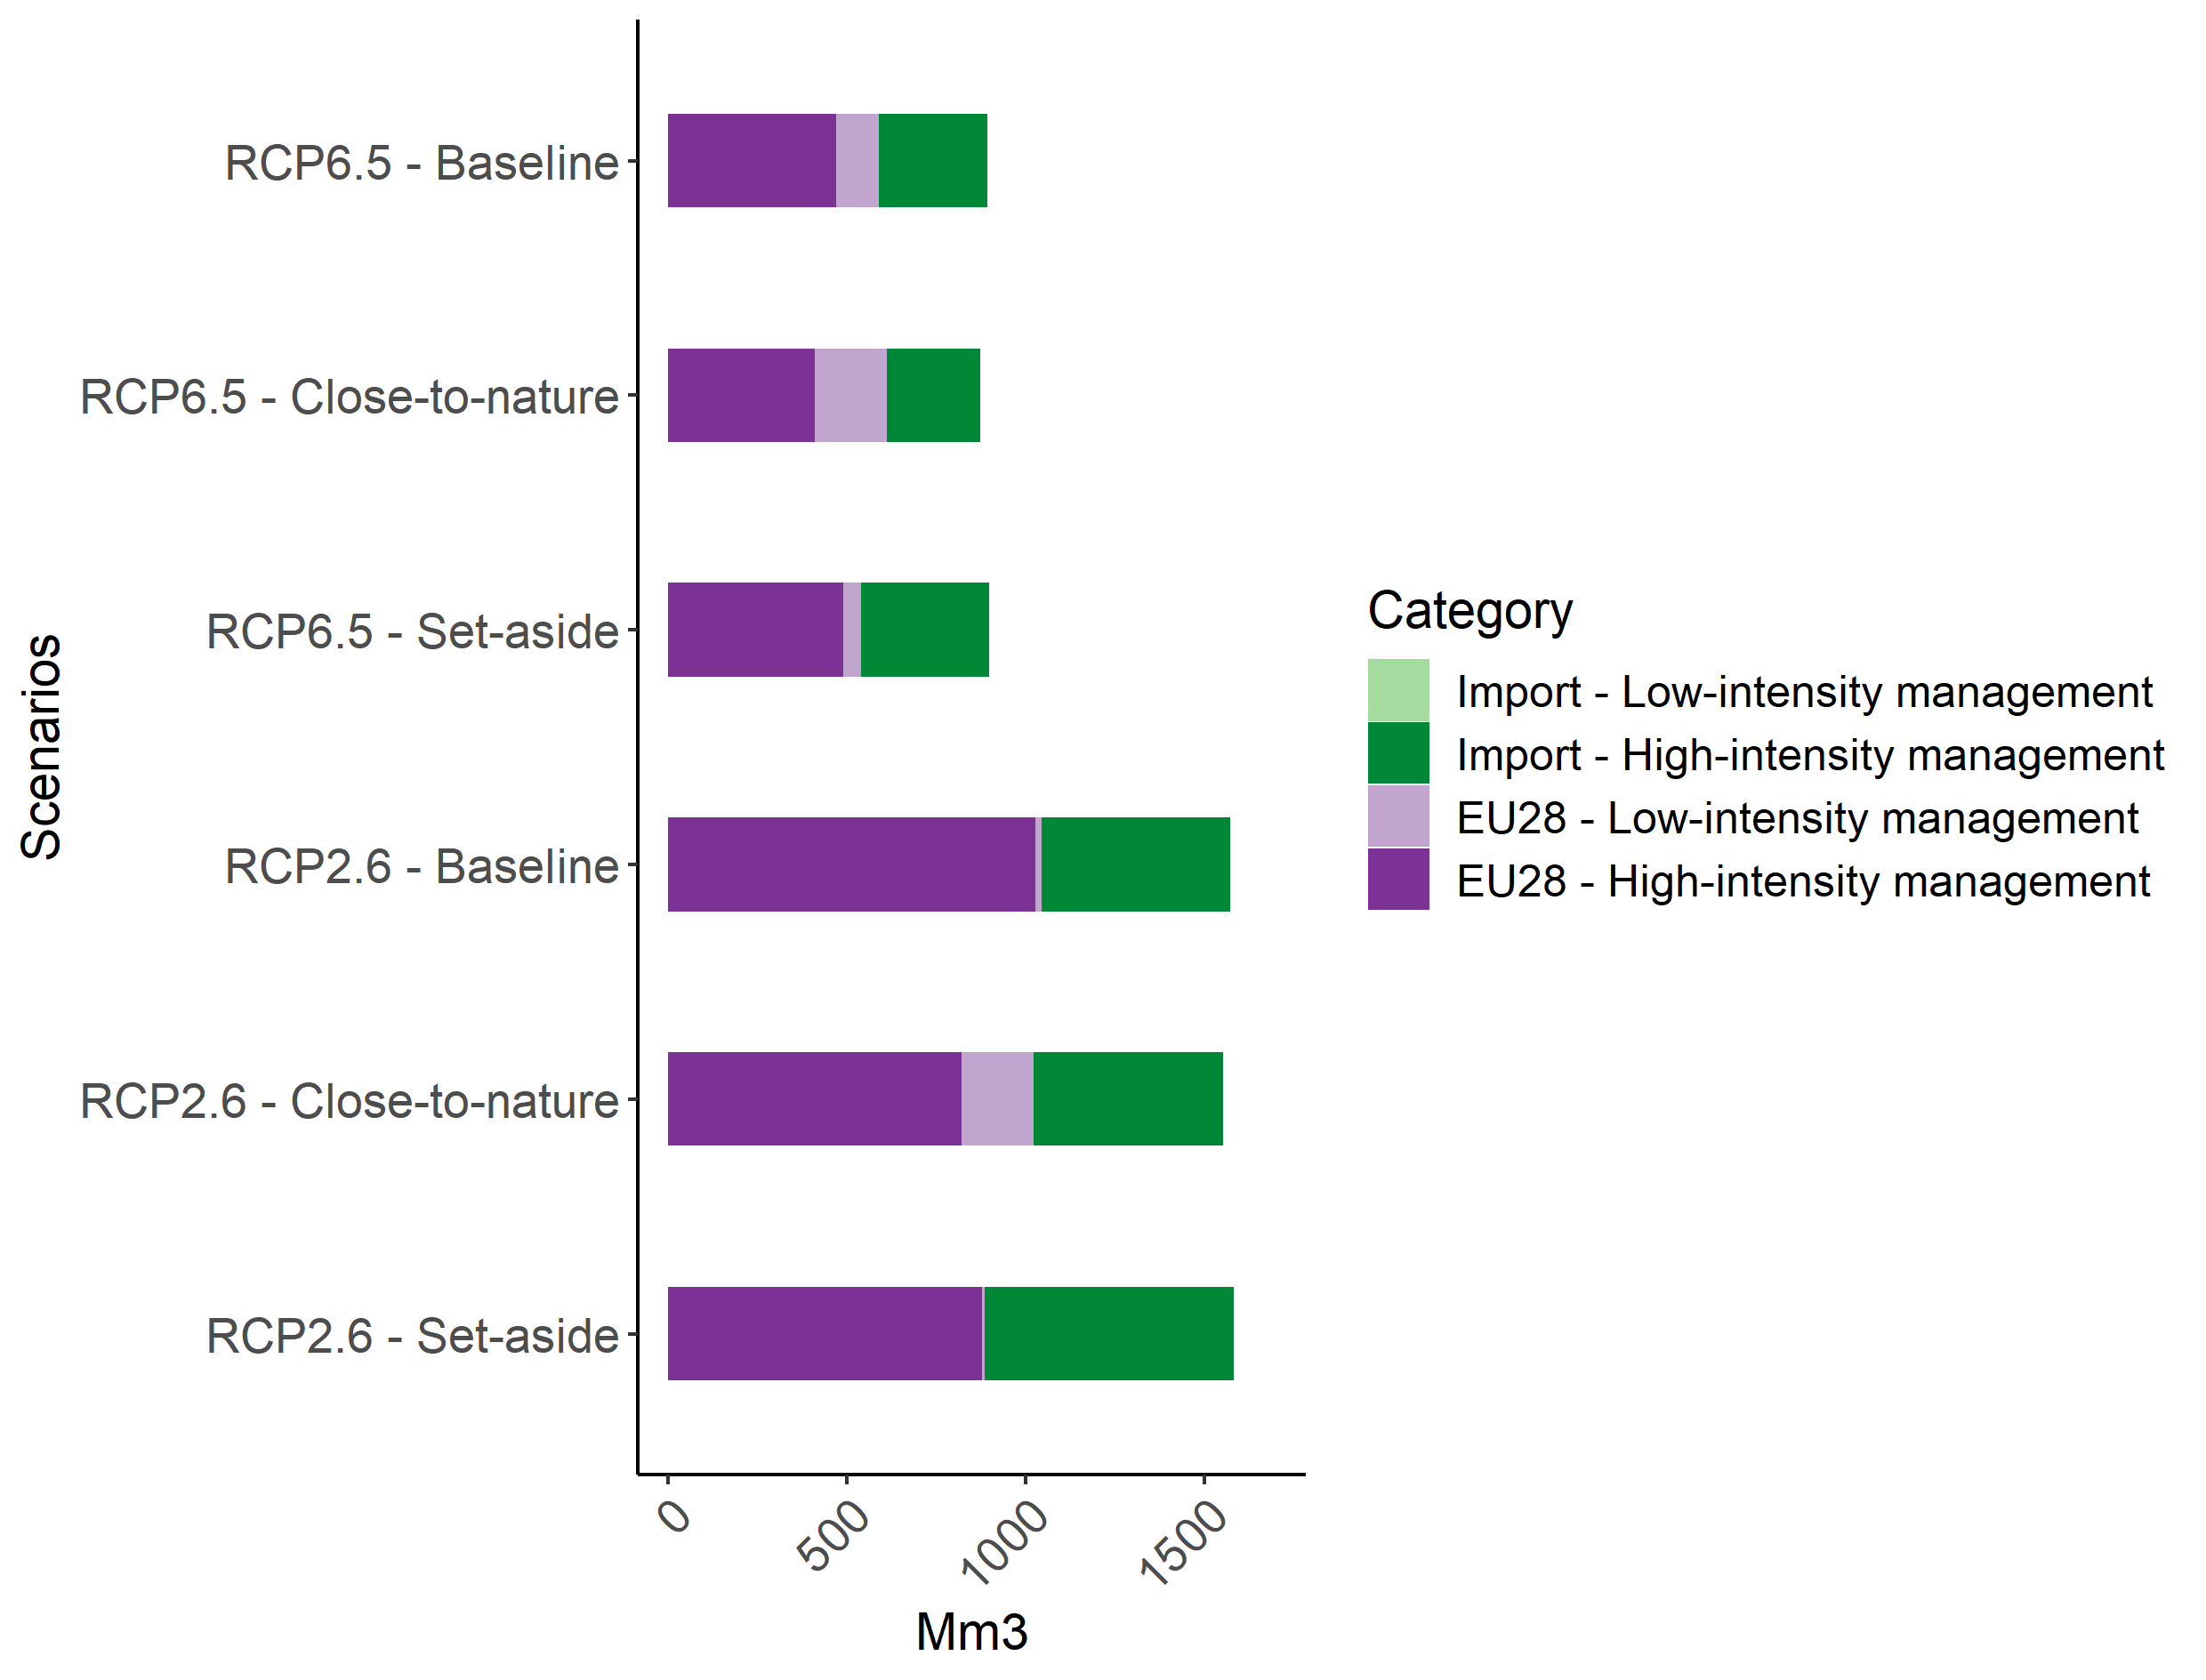 Scenarios
RCP6.5 - Baseline
RCP6.5 - Close-to-nature
RCP6.5 - Set-aside
RCP2.6 - Baseline
RCP2.6 - Close-to-nature
RCP2.6 - Set-aside
0
500
1000
1500
Mm3
Category
Import - Low-intensity management
Import - High-intensity management
EU28 - Low-intensity management
EU28 - High-intensity management